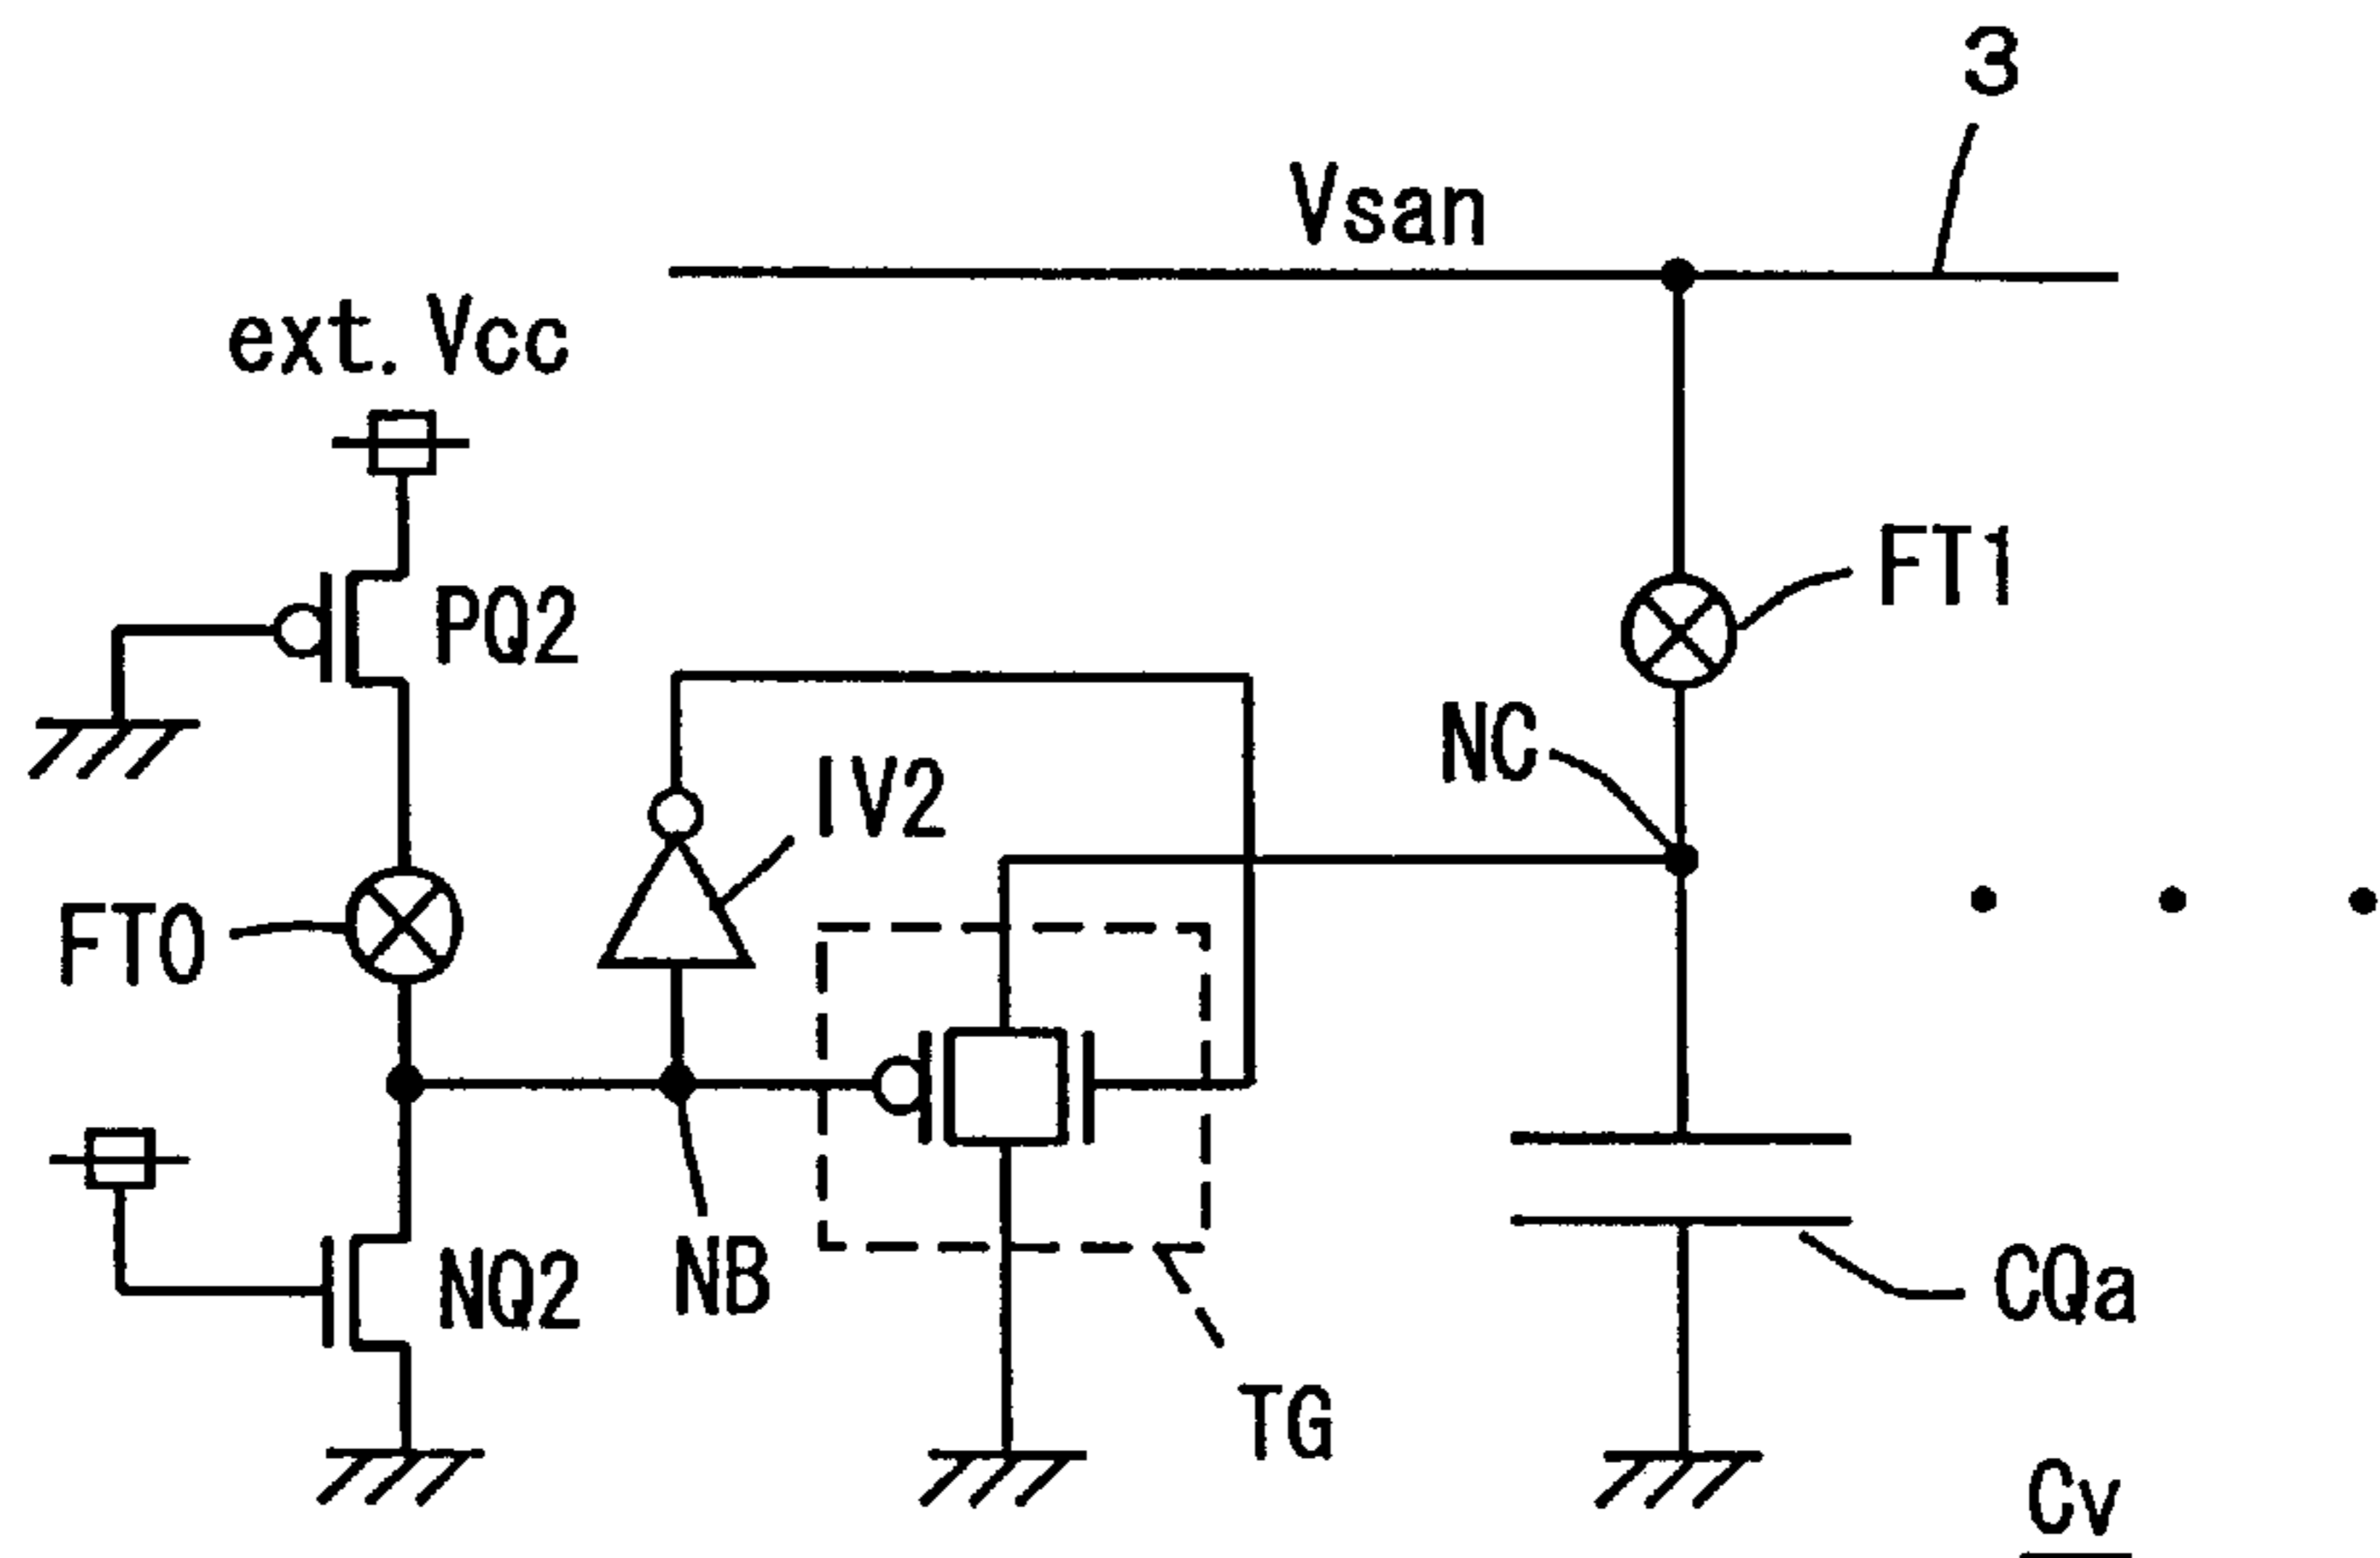 3
Vsan
ext. Vcc
FT1
PQ2
NC
IV2
FT0
NQ2
NB
CQa
TG
Cv